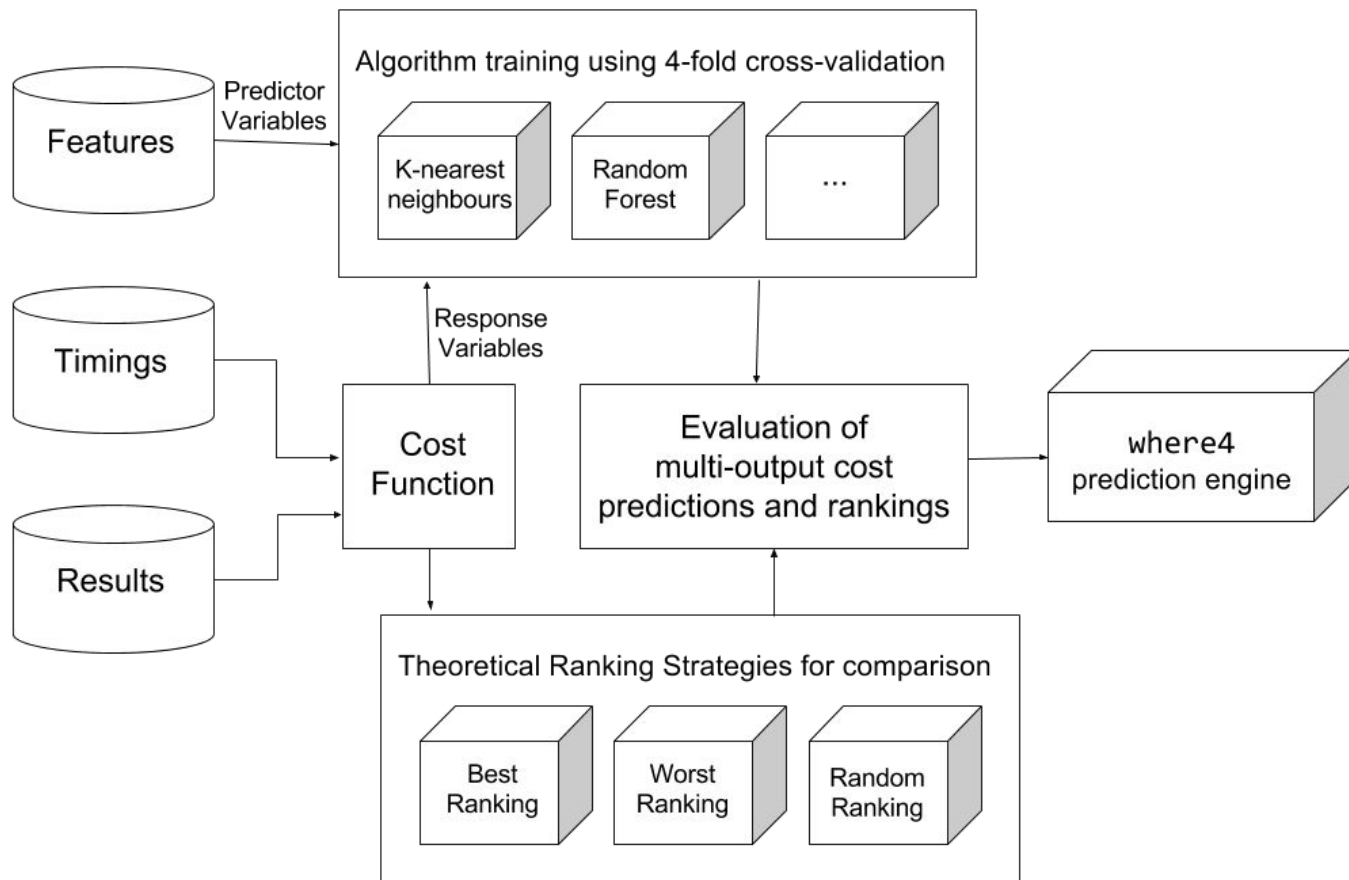 Algorithm training using 4-fold cross-validation
Predictor
Variables
Features
K-nearest
neighbours
Random
Forest
...
Timings
Response
Variables
Cost
Function
Evaluation of
multi-output cost
predictions and rankings
where4
prediction engine
Results
Theoretical Ranking Strategies for comparison
Best
Ranking
Worst
Ranking
Random
Ranking